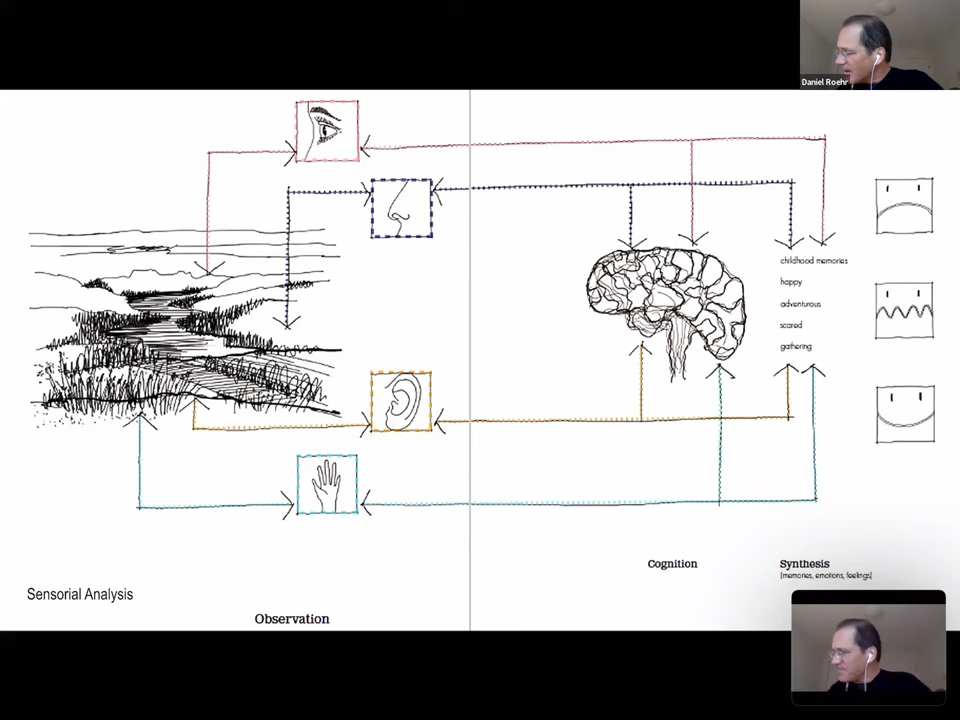 Daniel Roehr
childhood memories
happy
adventurous
scared
gathering
Cognition
Synthesis
[memories, emotions, feelings]
Sensorial Analysis
Observation